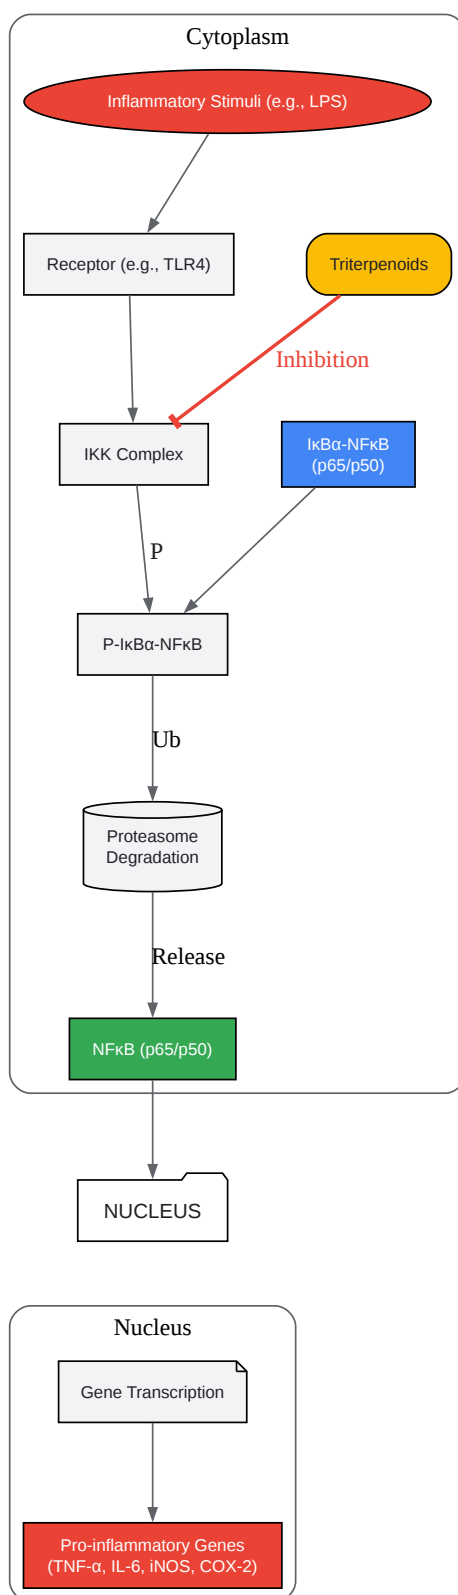 Cytoplasm
Inflammatory Stimuli (e.g., LPS)
Receptor (e.g., TLR4)
Triterpenoids
Inhibition
IKK Complex
IκBα-NFκB
(p65/p50)
P
P-IκBα-NFκB
Ub
Proteasome
Degradation
Release
NFκB (p65/p50)
NUCLEUS
Nucleus
Gene Transcription
Pro-inflammatory Genes
(TNF-α, IL-6, iNOS, COX-2)